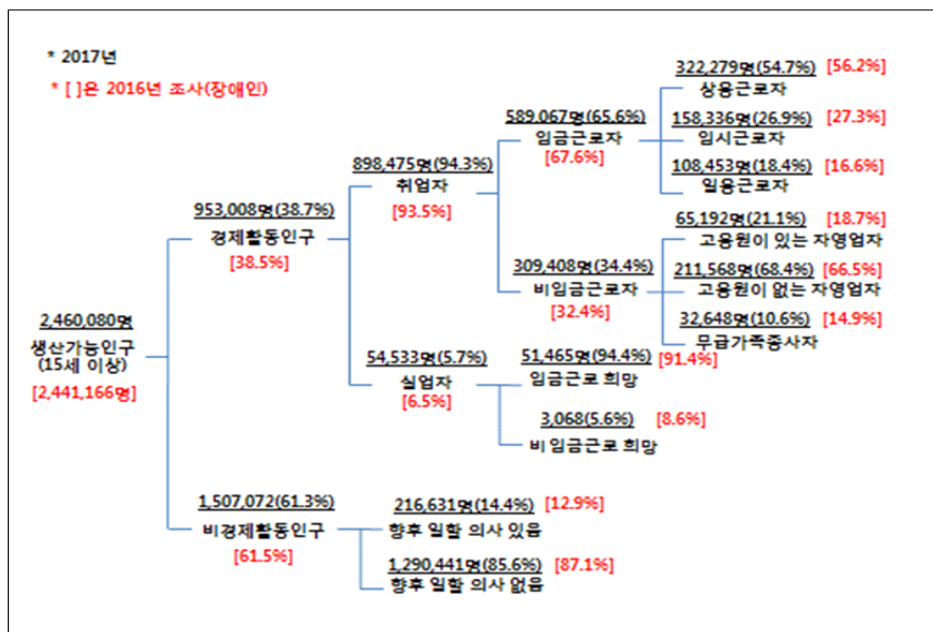 * 2017년
* [ ]은 2016년 조사(장애인)
2,460,080명
생산가능인구
(15세 이상)
[2,441,166명]
953,008명(38.7%)
경제활동인구
[38.5%]
898,475명(94.3%)
취업자
[93.5%]
589,067명(65.6%)
임금근로자
[67.6%]
322,279명(54.7%) [56.2%]
상용근로자
158,336명(26.9%) [27.3%]
임시근로자
108,453명(18.4%) [16.6%]
일용근로자
309,408명(34.4%)
비임금근로자
[32.4%]
65,192명(21.1%) [18.7%]
고용원이 있는 자영업자
211,568명(68.4%) [66.5%]
고용원이 없는 자영업자
32,648명(10.6%) [14.9%]
무급가족종사자
54,533명(5.7%)
실업자
[6.5%]
51,465명(94.4%) [91.4%]
임금근로 희망
3,068(5.6%) [8.6%]
비 임금근로 희망
1,507,072(61.3%)
비경제활동인구
[61.5%]
216,631명(14.4%) [12.9%]
향후 일할 의사 있음
1,290,441명(85.6%) [87.1%]
향후 일할 의사 없음